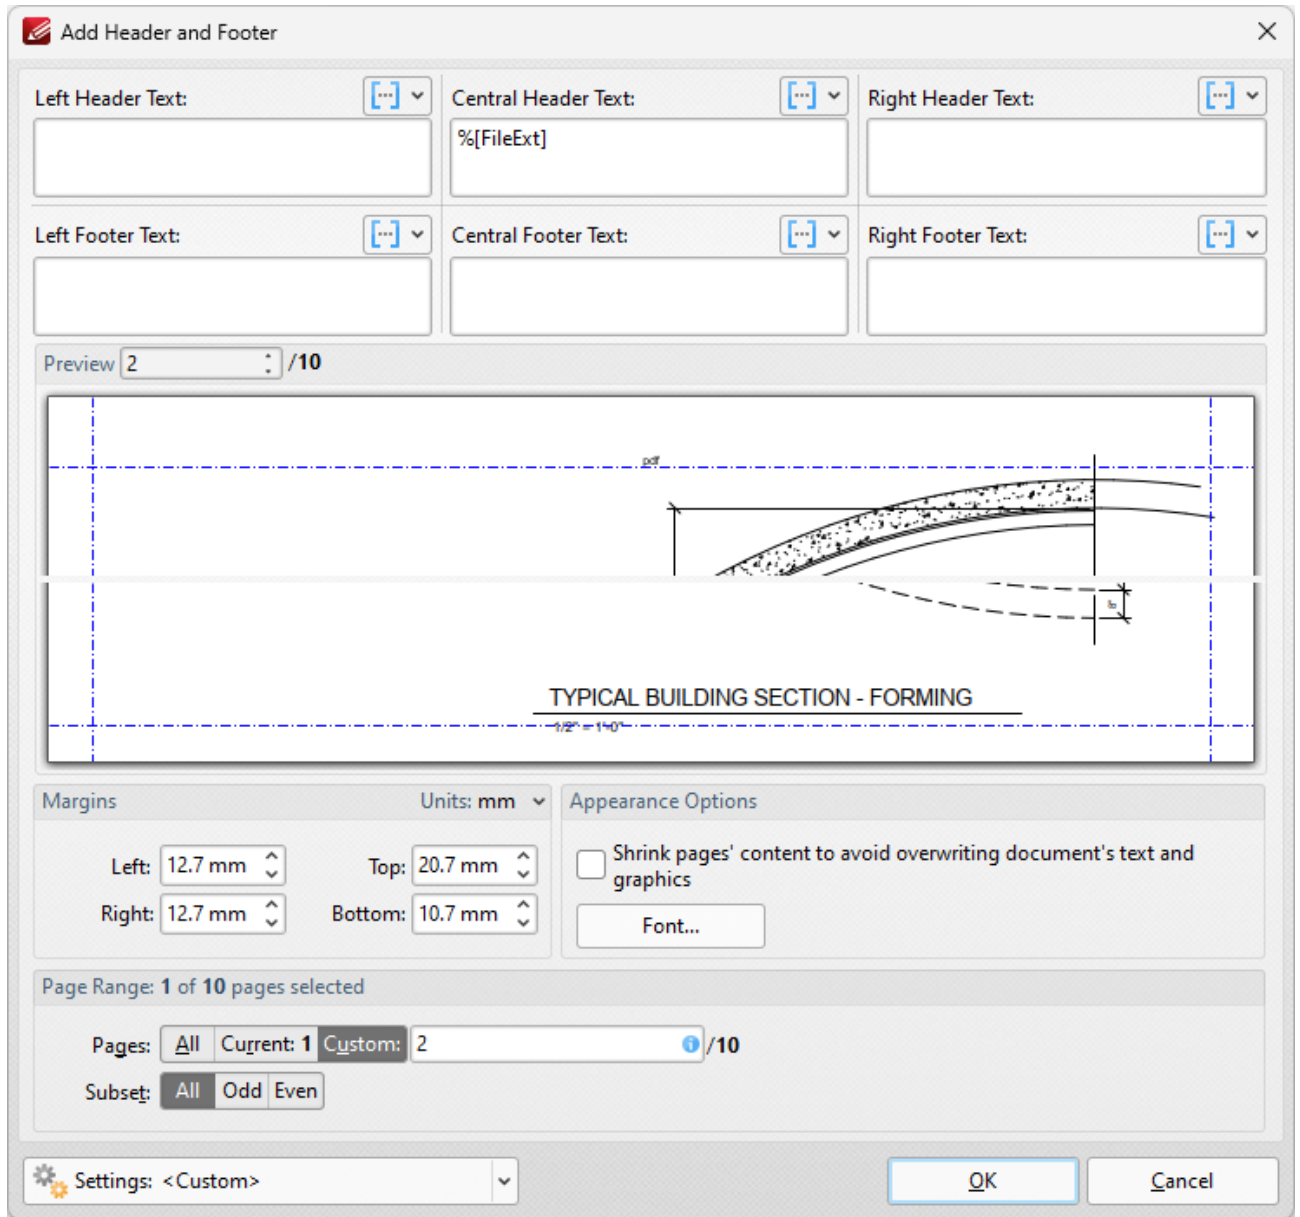 Add Header and Footer
Left Header Text:
Central Header Text:
Right Header Text:
%[FileExt]
Left Footer Text:
Central Footer Text:
Right Footer Text:
Preview 2 /10
pdf
TYPICAL BUILDING SECTION - FORMING
1/2" = 1'-0"
Margins
Units: mm
Appearance Options
Left: 12.7 mm
Top: 20.7 mm
Shrink pages' content to avoid overwriting document's text and
graphics
Right: 12.7 mm
Bottom: 10.7 mm
Font...
Page Range: 1 of 10 pages selected
Pages: All Current: 1 Custom: 2 /10
Subset: All Odd Even
Settings: <Custom>
OK
Cancel